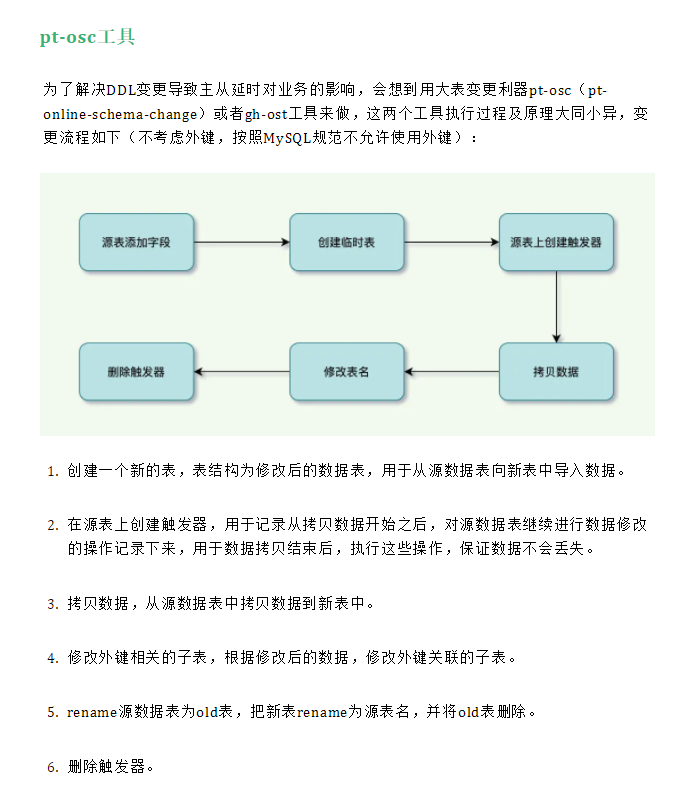 pt-osc工具
为了解决DDL变更导致主从延时对业务的影响，会想到用大表变更利器pt-osc（pt-
online-schema-change）或者gh-ost工具来做，这两个工具执行过程及原理大同小异，变
更流程如下（不考虑外键，按照MySQL规范不允许使用外键）：
源表添加字段
创建临时表
源表上创建触发器
删除触发器
修改表名
拷贝数据
1. 创建一个新的表，表结构为修改后的数据表，用于从源数据表向新表中导入数据。
2. 在源表上创建触发器，用于记录从拷贝数据开始之后，对源数据表继续进行数据修改
的操作记录下来，用于数据拷贝结束后，执行这些操作，保证数据不会丢失。
3. 拷贝数据，从源数据表中拷贝数据到新表中。
4. 修改外键相关的子表，根据修改后的数据，修改外键关联的子表。
5. rename源数据表为old表，把新表rename为源表名，并将old表删除。
6. 删除触发器。